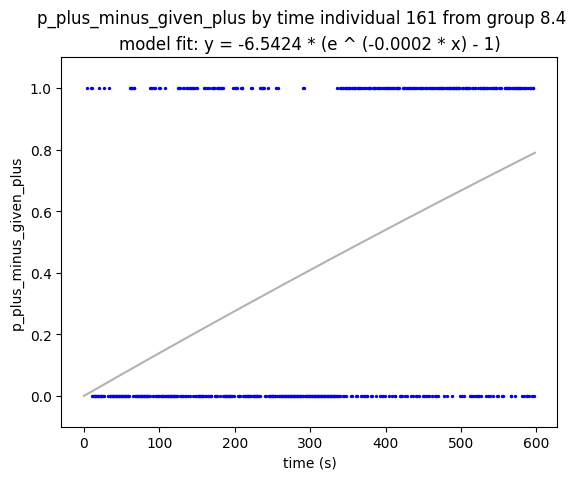 p_plus_minus_given_plus by time individual 161 from group 8.4
model fit: y = -6.5424 * (e ^ (-0.0002 * x) - 1)
1.0
0.8
0.6
0.4
0.2
0.0
p_plus_minus_given_plus
0 100 200 300 400 500 600
time (s)